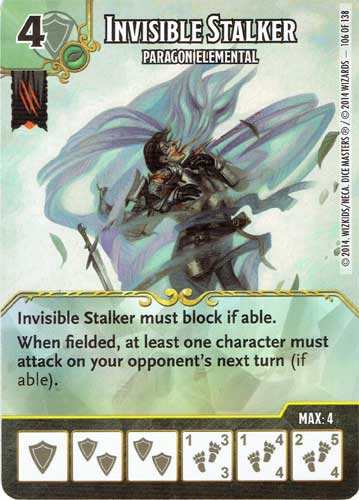 4
INVISIBLE STALKER
PARAGON ELEMENTAL
© 2014 WIZKIDS/NECA. DICE MASTERS® / © 2014 WIZARDS — 106 OF 138
Invisible Stalker must block if able.
When fielded, at least one character must
attack on your opponent's next turn (if
able).
MAX: 4
1 3 3
1 4 4
2 5 4